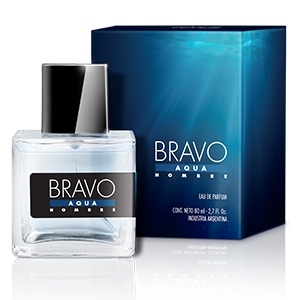 BRAVO
AQUA
HOMBRE
BRAVO
AQUA
HOMBRE
EAU DE PARFUM
CONT. NETO 80 ml - 2,7 Fl. Oz.
INDUSTRIA ARGENTINA